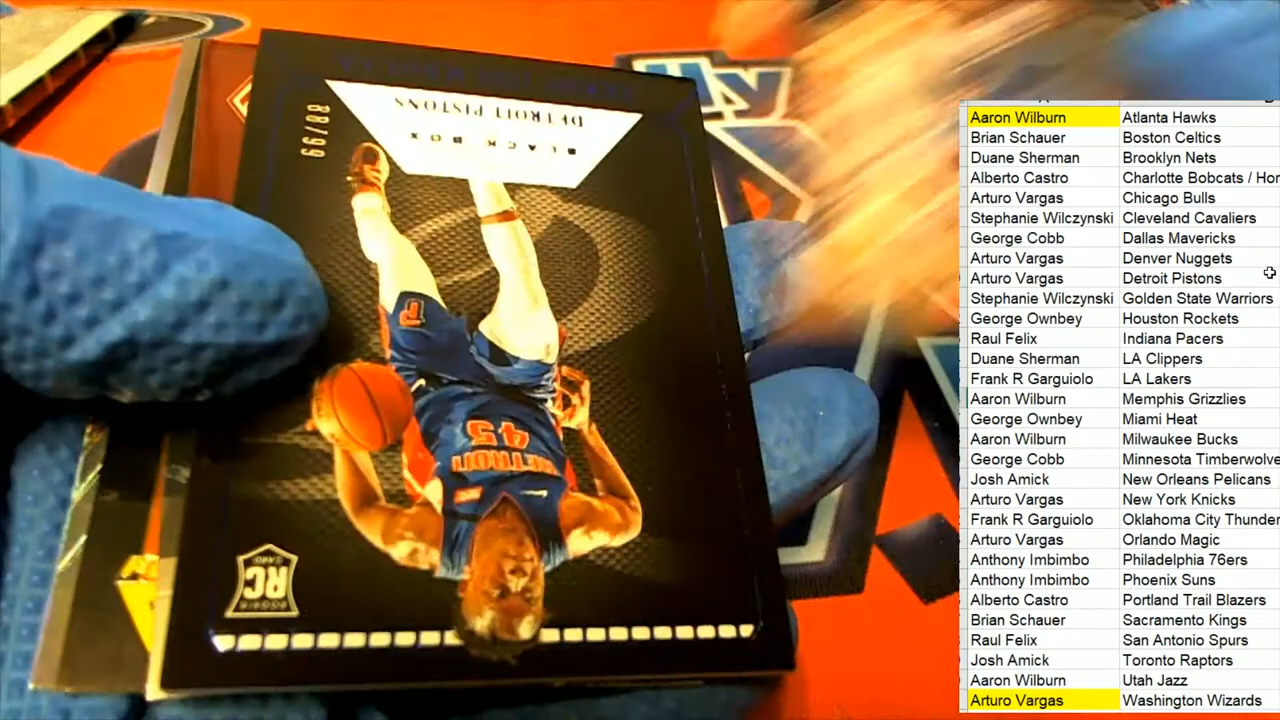 88/99
DETROIT PISTONS
BLACK BOX
DETROIT
45
RC
ROOKIE
CARD
Aaron Wilburn Atlanta Hawks
Brian Schauer Boston Celtics
Duane Sherman Brooklyn Nets
Alberto Castro Charlotte Bobcats / Hor
Arturo Vargas Chicago Bulls
Stephanie Wilczynski Cleveland Cavaliers
George Cobb Dallas Mavericks
Arturo Vargas Denver Nuggets
Arturo Vargas Detroit Pistons
Stephanie Wilczynski Golden State Warriors
George Ownbey Houston Rockets
Raul Felix Indiana Pacers
Duane Sherman LA Clippers
Frank R Garguiolo LA Lakers
Aaron Wilburn Memphis Grizzlies
George Ownbey Miami Heat
Aaron Wilburn Milwaukee Bucks
George Cobb Minnesota Timberwolve
Josh Amick New Orleans Pelicans
Arturo Vargas New York Knicks
Frank R Garguiolo Oklahoma City Thunder
Arturo Vargas Orlando Magic
Anthony Imbimbo Philadelphia 76ers
Anthony Imbimbo Phoenix Suns
Alberto Castro Portland Trail Blazers
Brian Schauer Sacramento Kings
Raul Felix San Antonio Spurs
Josh Amick Toronto Raptors
Aaron Wilburn Utah Jazz
Arturo Vargas Washington Wizards